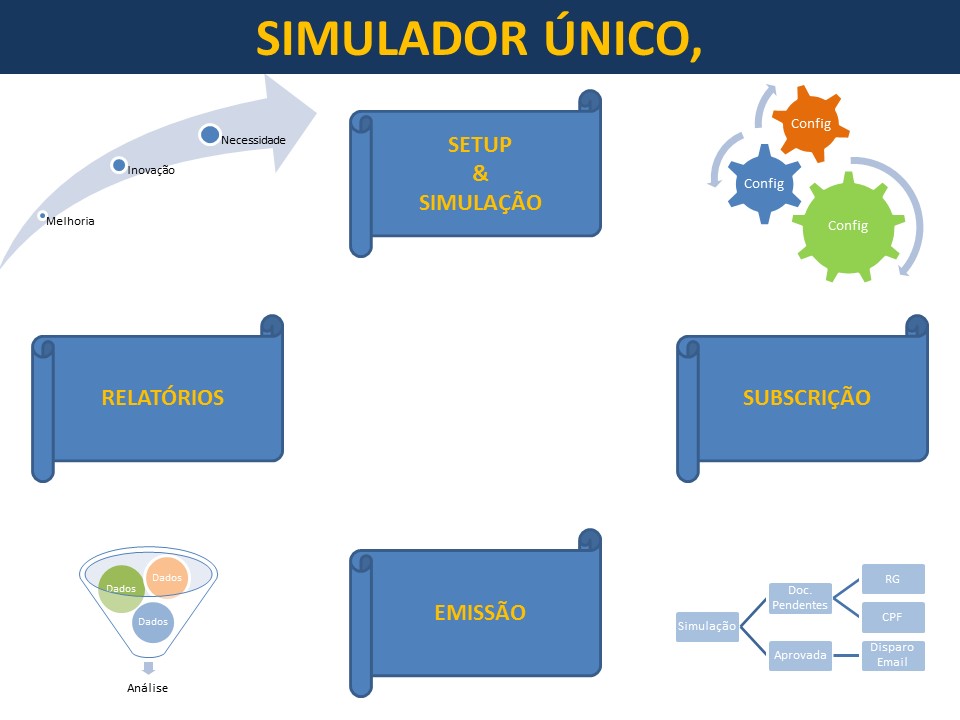 SIMULADOR ÚNICO,
Necessidade
Inovação
Melhoria
SETUP
&
SIMULAÇÃO
Config
Config
Config
RELATÓRIOS
SUBSCRIÇÃO
Dados
Dados
Dados
Análise
EMISSÃO
Simulação
Doc.
Pendentes
RG
CPF
Aprovada
Disparo
Email